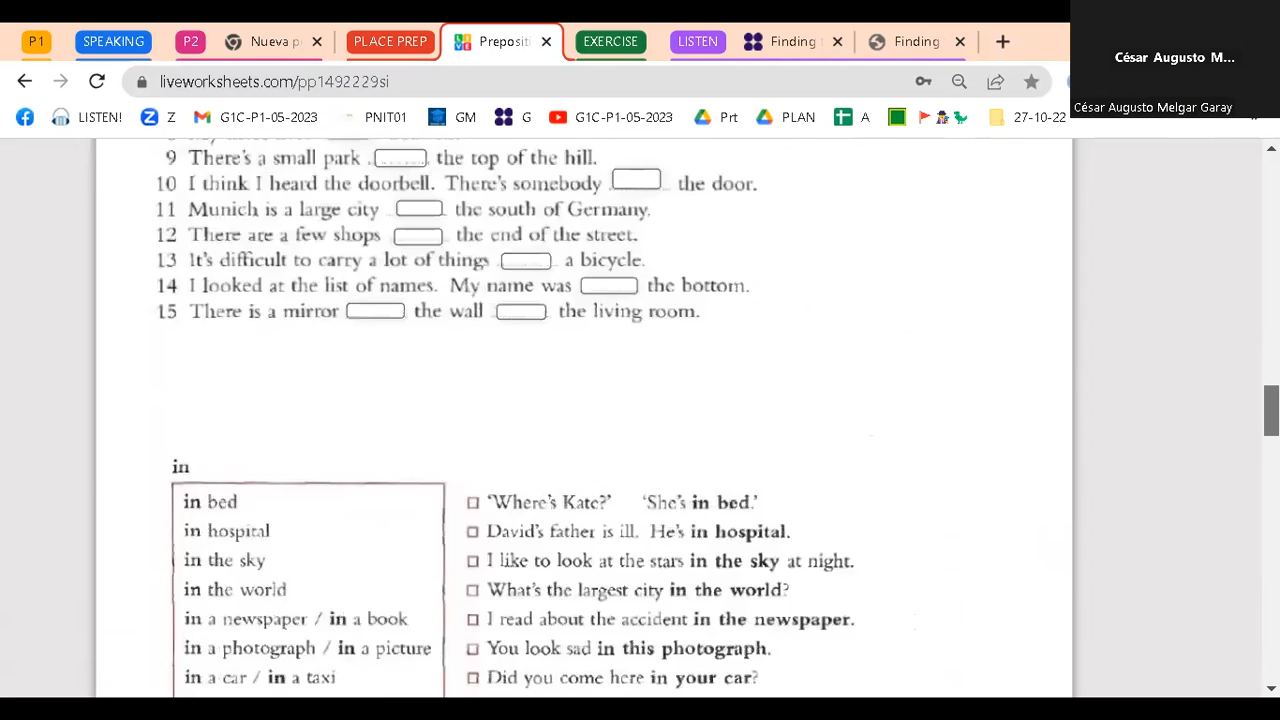 P1 SPEAKING P2 Nueva p PLACE PREP Preposit EXERCISE LISTEN Finding t Finding
César Augusto M...
liveworksheets.com/pp1492229si
César Augusto Melgar Garay
LISTEN! Z G1C-P1-05-2023 PNIT01 GM G G1C-P1-05-2023 Prt PLAN A 27-10-22
9 There's a small park the top of the hill.
10 I think I heard the doorbell. There's somebody the door.
11 Munich is a large city the south of Germany.
12 There are a few shops the end of the street.
13 It's difficult to carry a lot of things a bicycle.
14 I looked at the list of names. My name was the bottom.
15 There is a mirror the wall the living room.
in
in bed
'Where's Kate?' 'She's in bed.'
in hospital
David's father is ill. He's in hospital.
in the sky
I like to look at the stars in the sky at night.
in the world
What's the largest city in the world?
in a newspaper / in a book
I read about the accident in the newspaper.
in a photograph / in a picture
You look sad in this photograph.
in a car / in a taxi
Did you come here in your car?